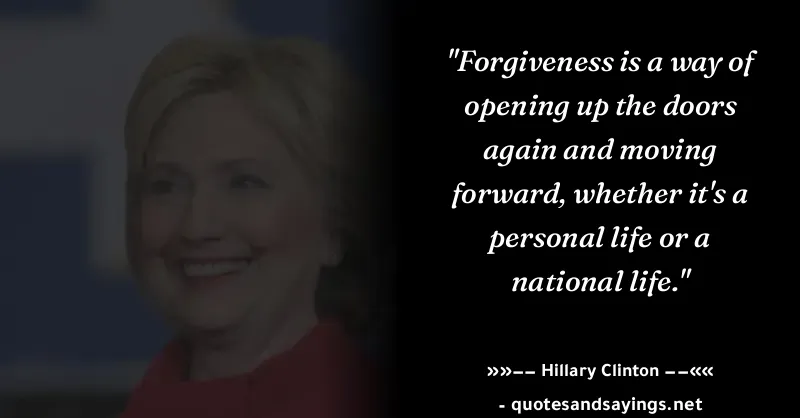 "Forgiveness is a way of
opening up the doors
again and moving
forward, whether it's a
personal life or a
national life."
»»−− Hillary Clinton −−««
- quotesandsayings.net